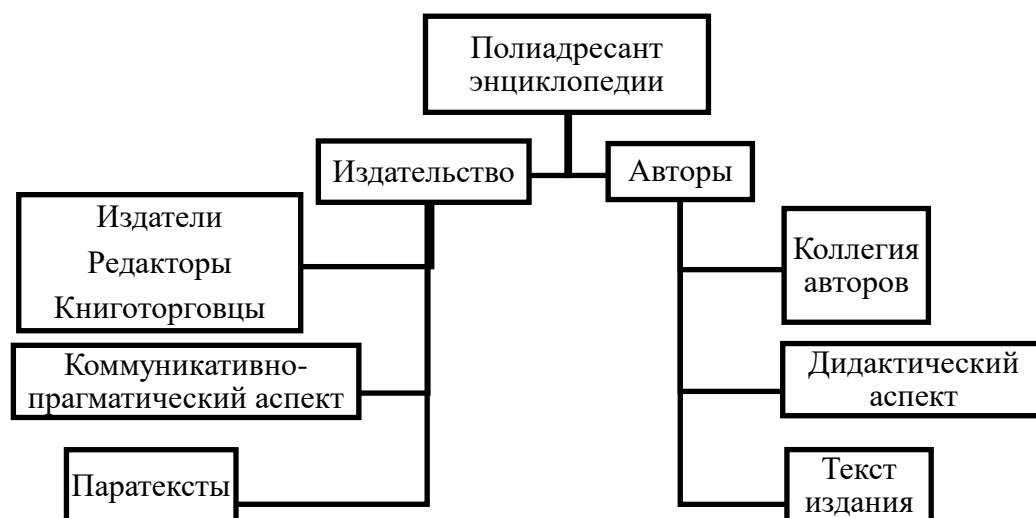 Полиадресант
энциклопедии
Издательство
Авторы
Издатели
Редакторы
Книготорговцы
Коллегия
авторов
Коммуникативно-
прагматический аспект
Дидактический
аспект
Паратексты
Текст
издания